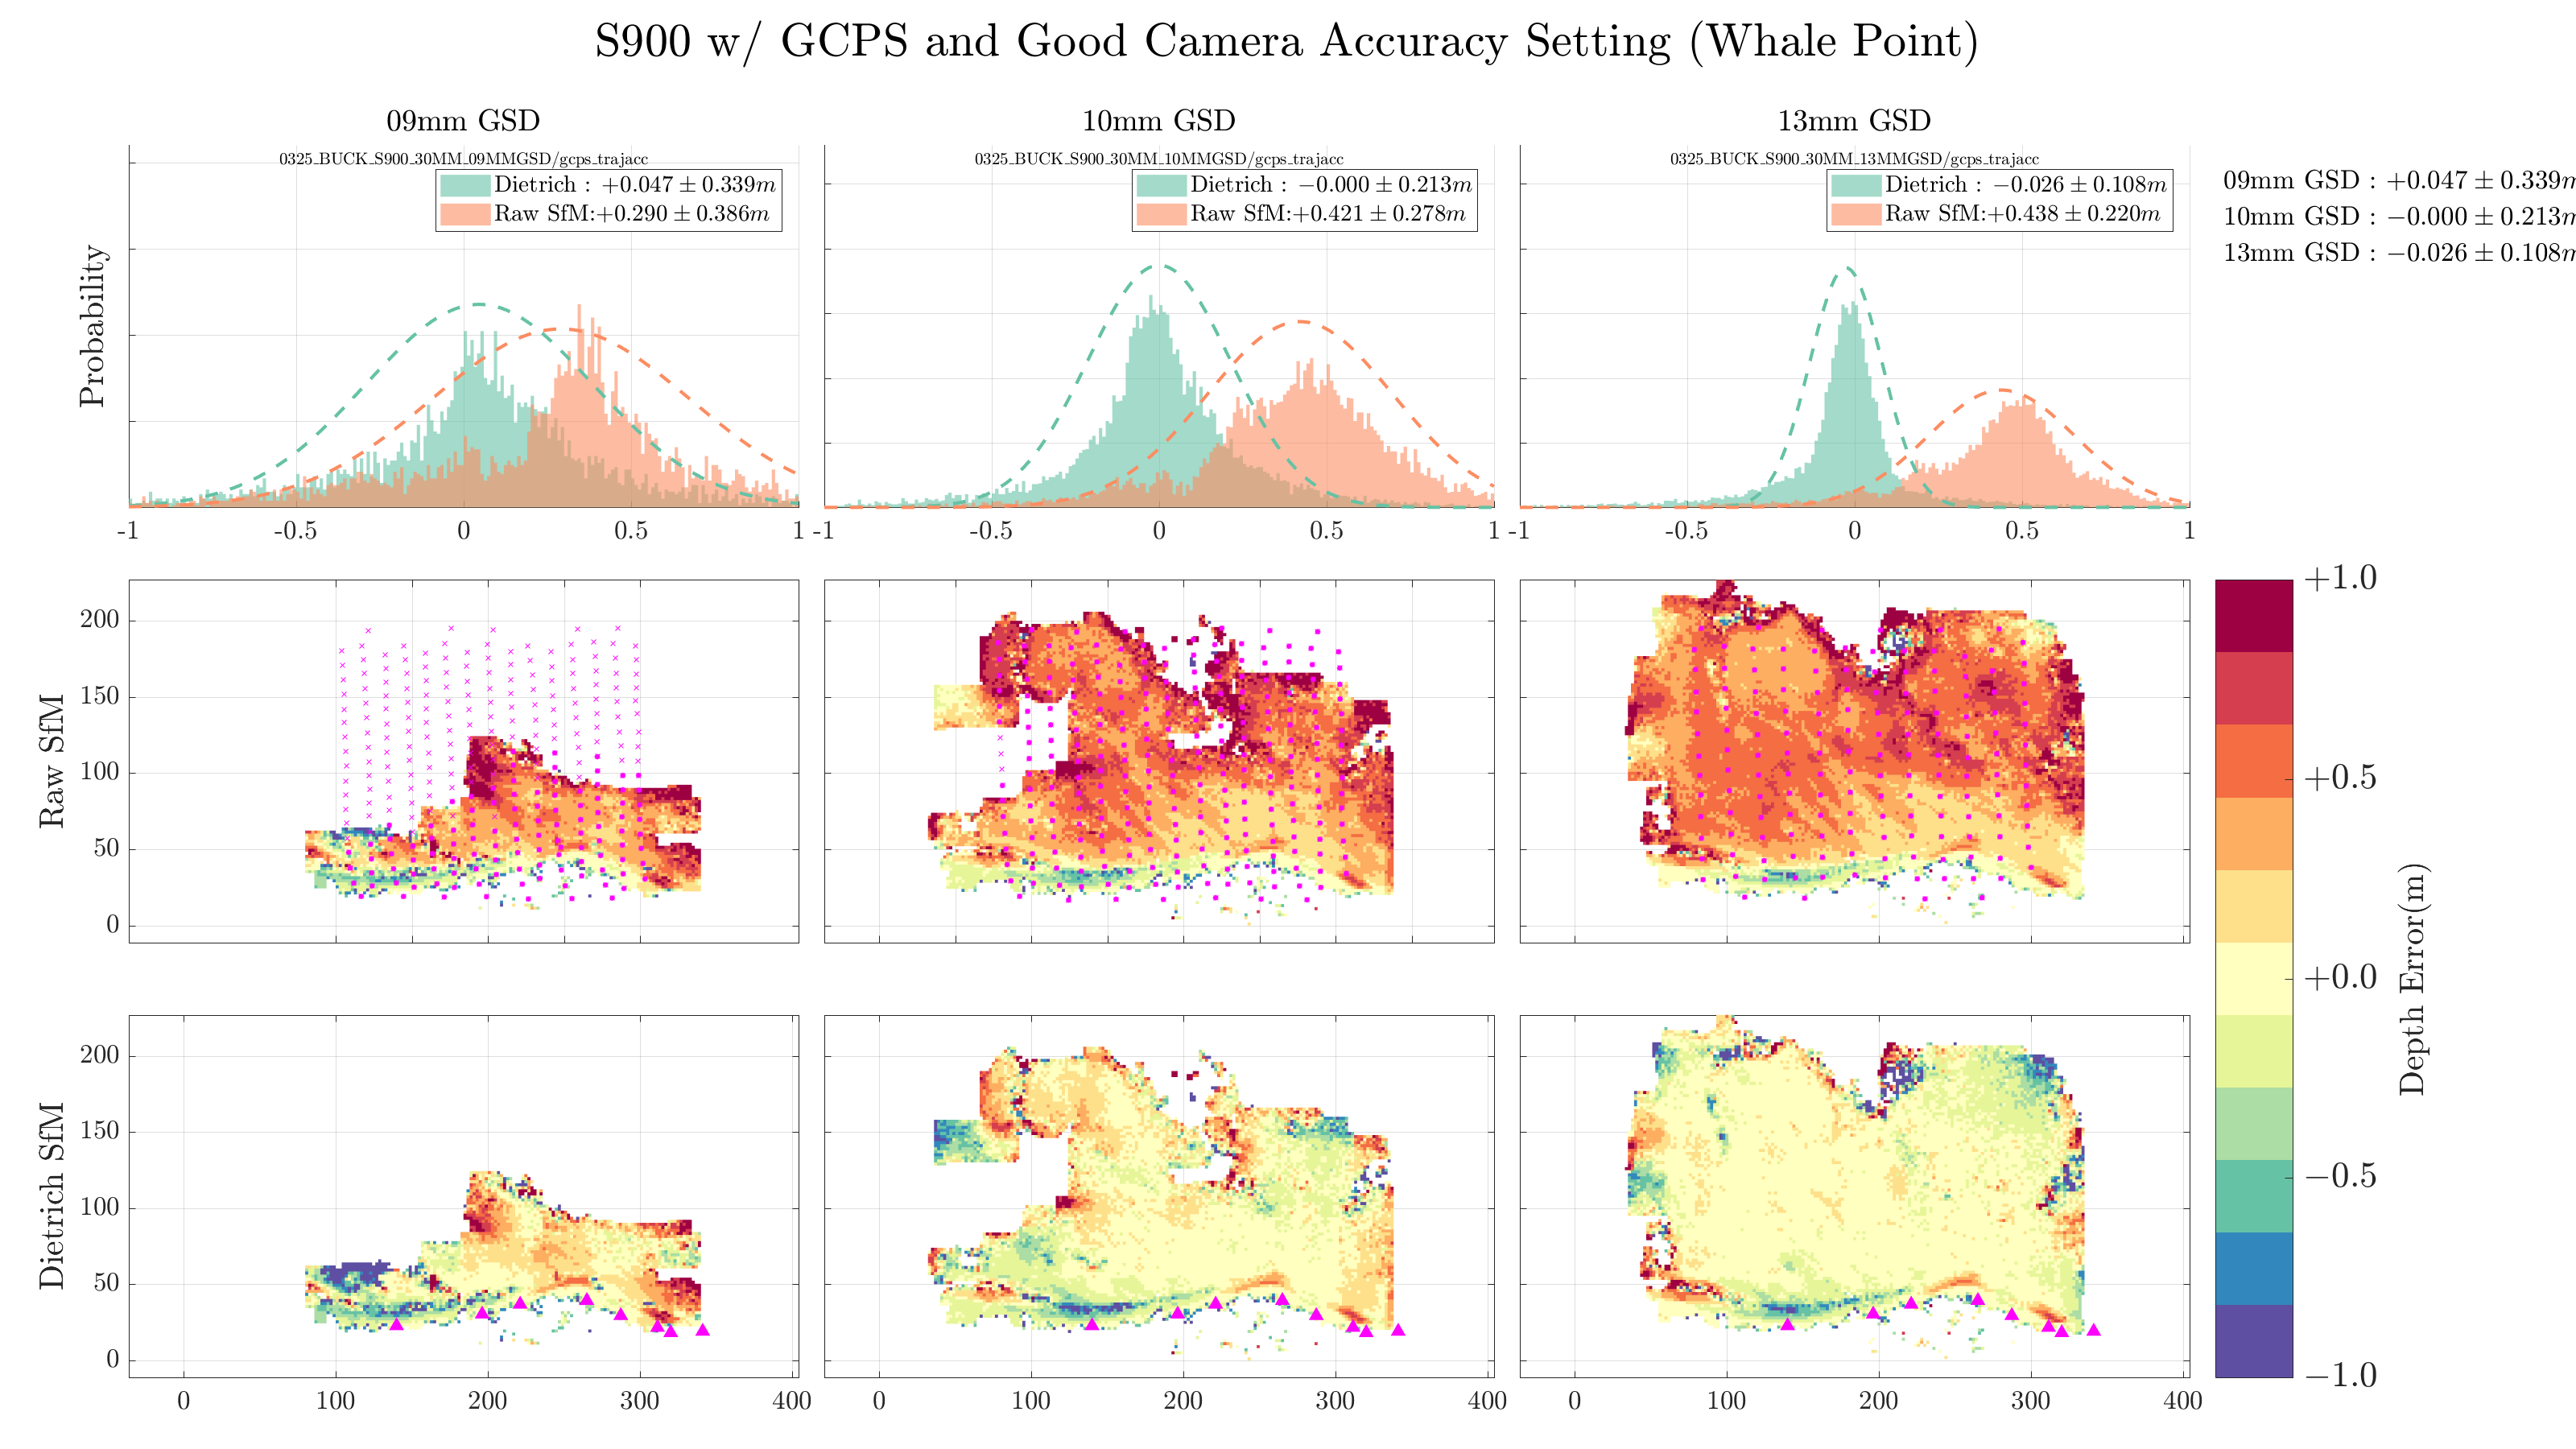 S900 w/ GCPS and Good Camera Accuracy Setting (Whale Point)
09mm GSD
10mm GSD
13mm GSD
0325_BUCK_S900_30MM_09MMGSD/gcps_trajacc
Dietrich : +0.047 ± 0.339m
Raw SfM:+0.290 ± 0.386m
0325_BUCK_S900_30MM_10MMGSD/gcps_trajacc
Dietrich : −0.000 ± 0.213m
Raw SfM:+0.421 ± 0.278m
0325_BUCK_S900_30MM_13MMGSD/gcps_trajacc
Dietrich : −0.026 ± 0.108m
Raw SfM:+0.438 ± 0.220m
09mm GSD : +0.047 ± 0.339m
10mm GSD : −0.000 ± 0.213m
13mm GSD : −0.026 ± 0.108m
Probability
-1 -0.5 0 0.5 1
-1 -0.5 0 0.5 1
-1 -0.5 0 0.5 1
Raw SfM
200
150
100
50
0
Dietrich SfM
200
150
100
50
0
0 100 200 300 400
0 100 200 300 400
0 100 200 300 400
+1.0
+0.5
+0.0
−0.5
−1.0
Depth Error(m)